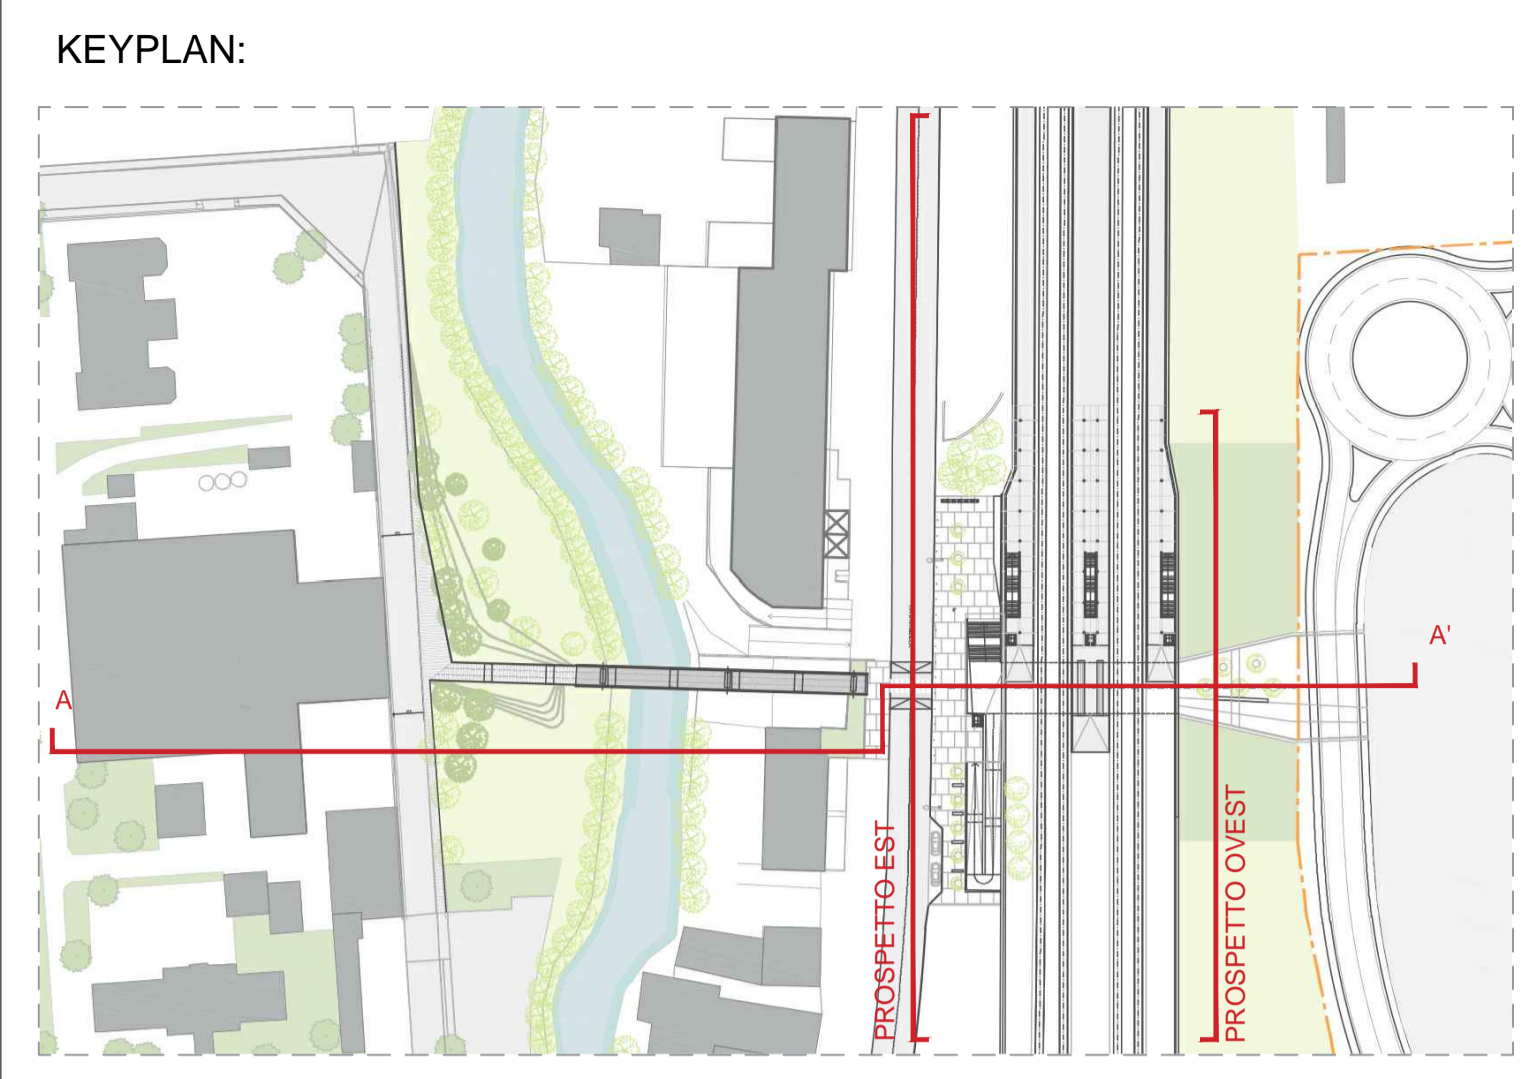 KEYPLAN:
A'
A
PROSPETTO EST
PROSPETTO OVEST